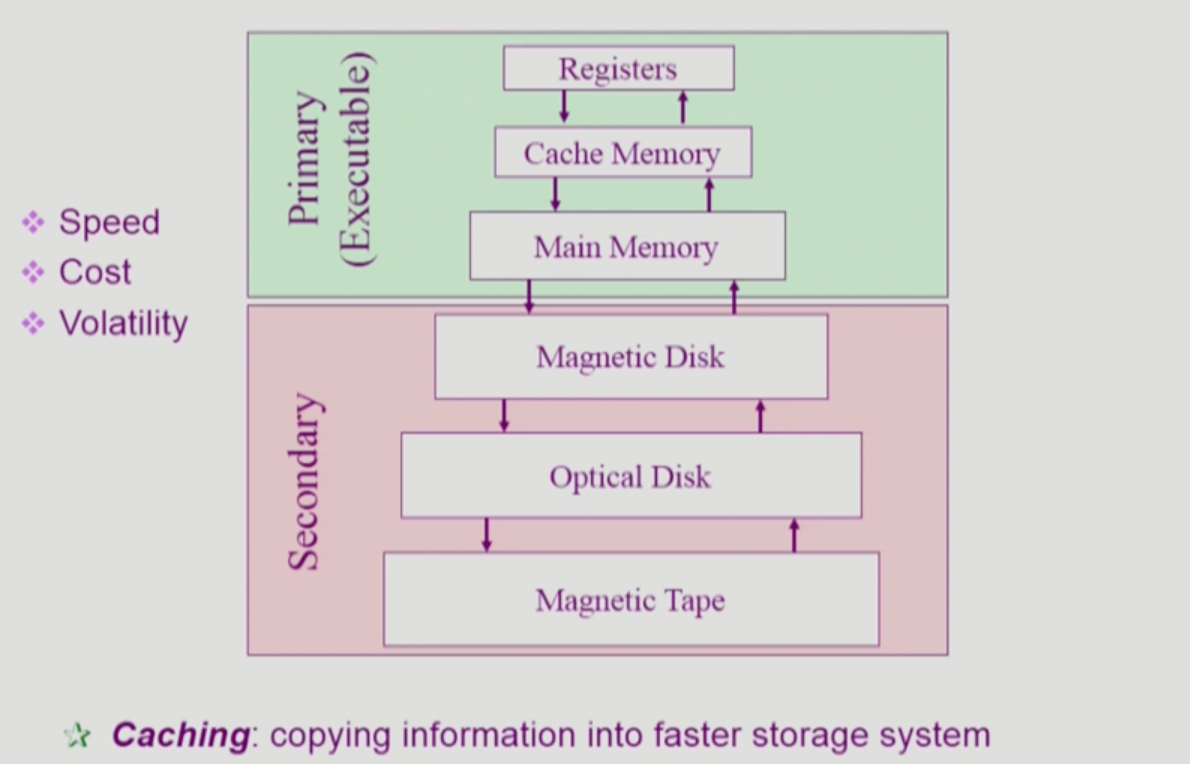 Primary
(Executable)
Registers
Cache Memory
Main Memory
Speed
Cost
Volatility
Secondary
Magnetic Disk
Optical Disk
Magnetic Tape
Caching: copying information into faster storage system